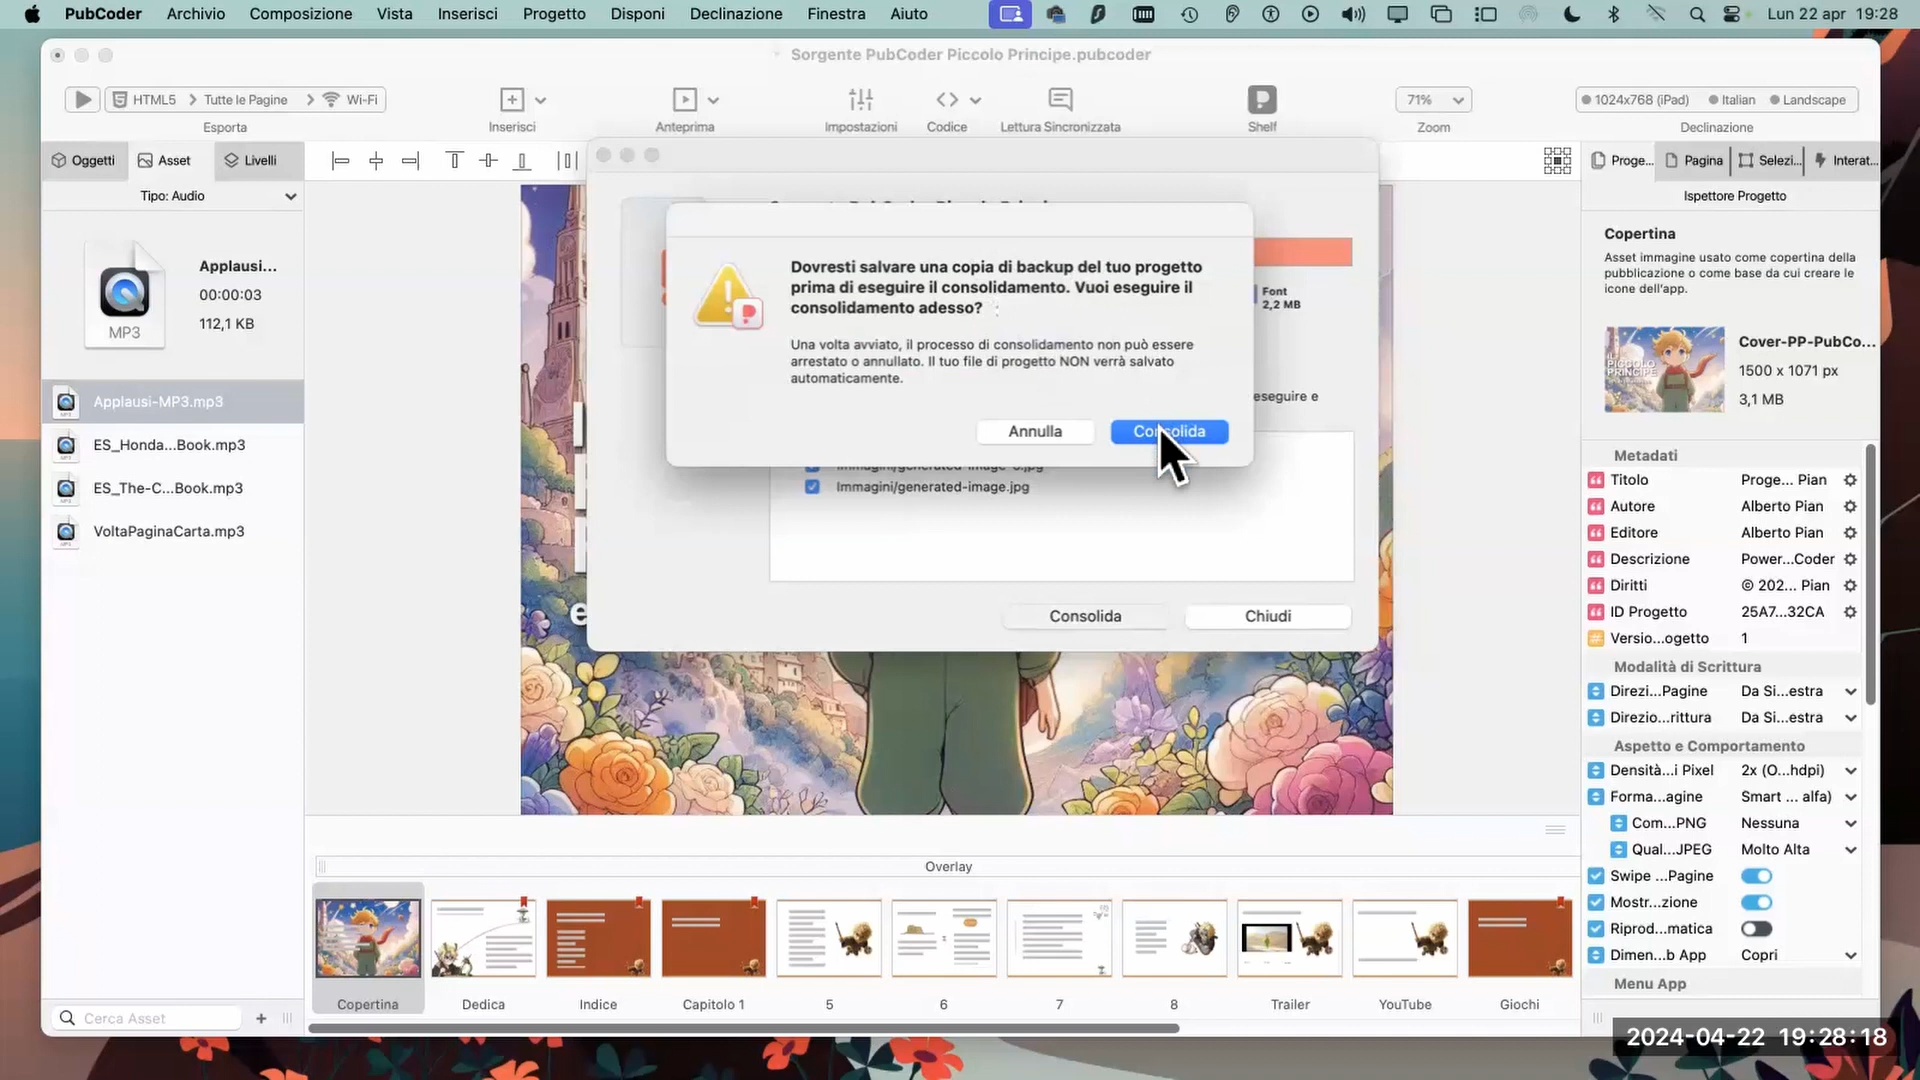 PubCoder Archivio Composizione Vista Inserisci Progetto Disponi Declinazione Finestra Aiuto
Lun 22 apr 19:28
Sorgente PubCoder Piccolo Principe.pubcoder
HTML5 Tutte le Pagine Wi-Fi
71%
1024x768 (iPad) Italian Landscape
Esporta
Inserisci
Anteprima
Impostazioni
Codice
Lettura Sincronizzata
Shelf
Zoom
Declinazione
Oggetti
Asset
Livelli
Proge...
Pagina
Selezi...
Interat...
Tipo: Audio
Ispettore Progetto
MP3
Applausi...
00:00:03
112,1 KB
Applausi-MP3.mp3
ES_Honda...Book.mp3
ES_The-C...Book.mp3
VoltaPaginaCarta.mp3
Cerca Asset
Dovresti salvare una copia di backup del tuo progetto
prima di eseguire il consolidamento. Vuoi eseguire il
consolidamento adesso?
Una volta avviato, il processo di consolidamento non può essere
arrestato o annullato. Il tuo file di progetto NON verrà salvato
automaticamente.
Annulla
Consolida
Font
2,2 MB
eseguire e
Immagini/generated-image.jpg
Consolida
Chiudi
Copertina
Asset immagine usato come copertina della
pubblicazione o come base da cui creare le
icone dell'app.
IL
PICCOLO
PRINCIPE
Cover-PP-PubCo...
1500 x 1071 px
3,1 MB
Metadati
Titolo Proge... Pian
Autore Alberto Pian
Editore Alberto Pian
Descrizione Power...Coder
Diritti © 202... Pian
ID Progetto 25A7...32CA
Versio...ogetto 1
Modalità di Scrittura
Direzi...Pagine Da Si...estra
Direzio...rittura Da Si...estra
Aspetto e Comportamento
Densità...i Pixel 2x (O...hdpi)
Forma...agine Smart ... alfa)
Com...PNG Nessuna
Qual...JPEG Molto Alta
Swipe ...Pagine
Mostr...zione
Riprod...matica
Dimen...b App Copri
Menu App
Overlay
Copertina
Dedica
Indice
Capitolo 1
5
6
7
8
Trailer
YouTube
Giochi
2024-04-22 19:28:18